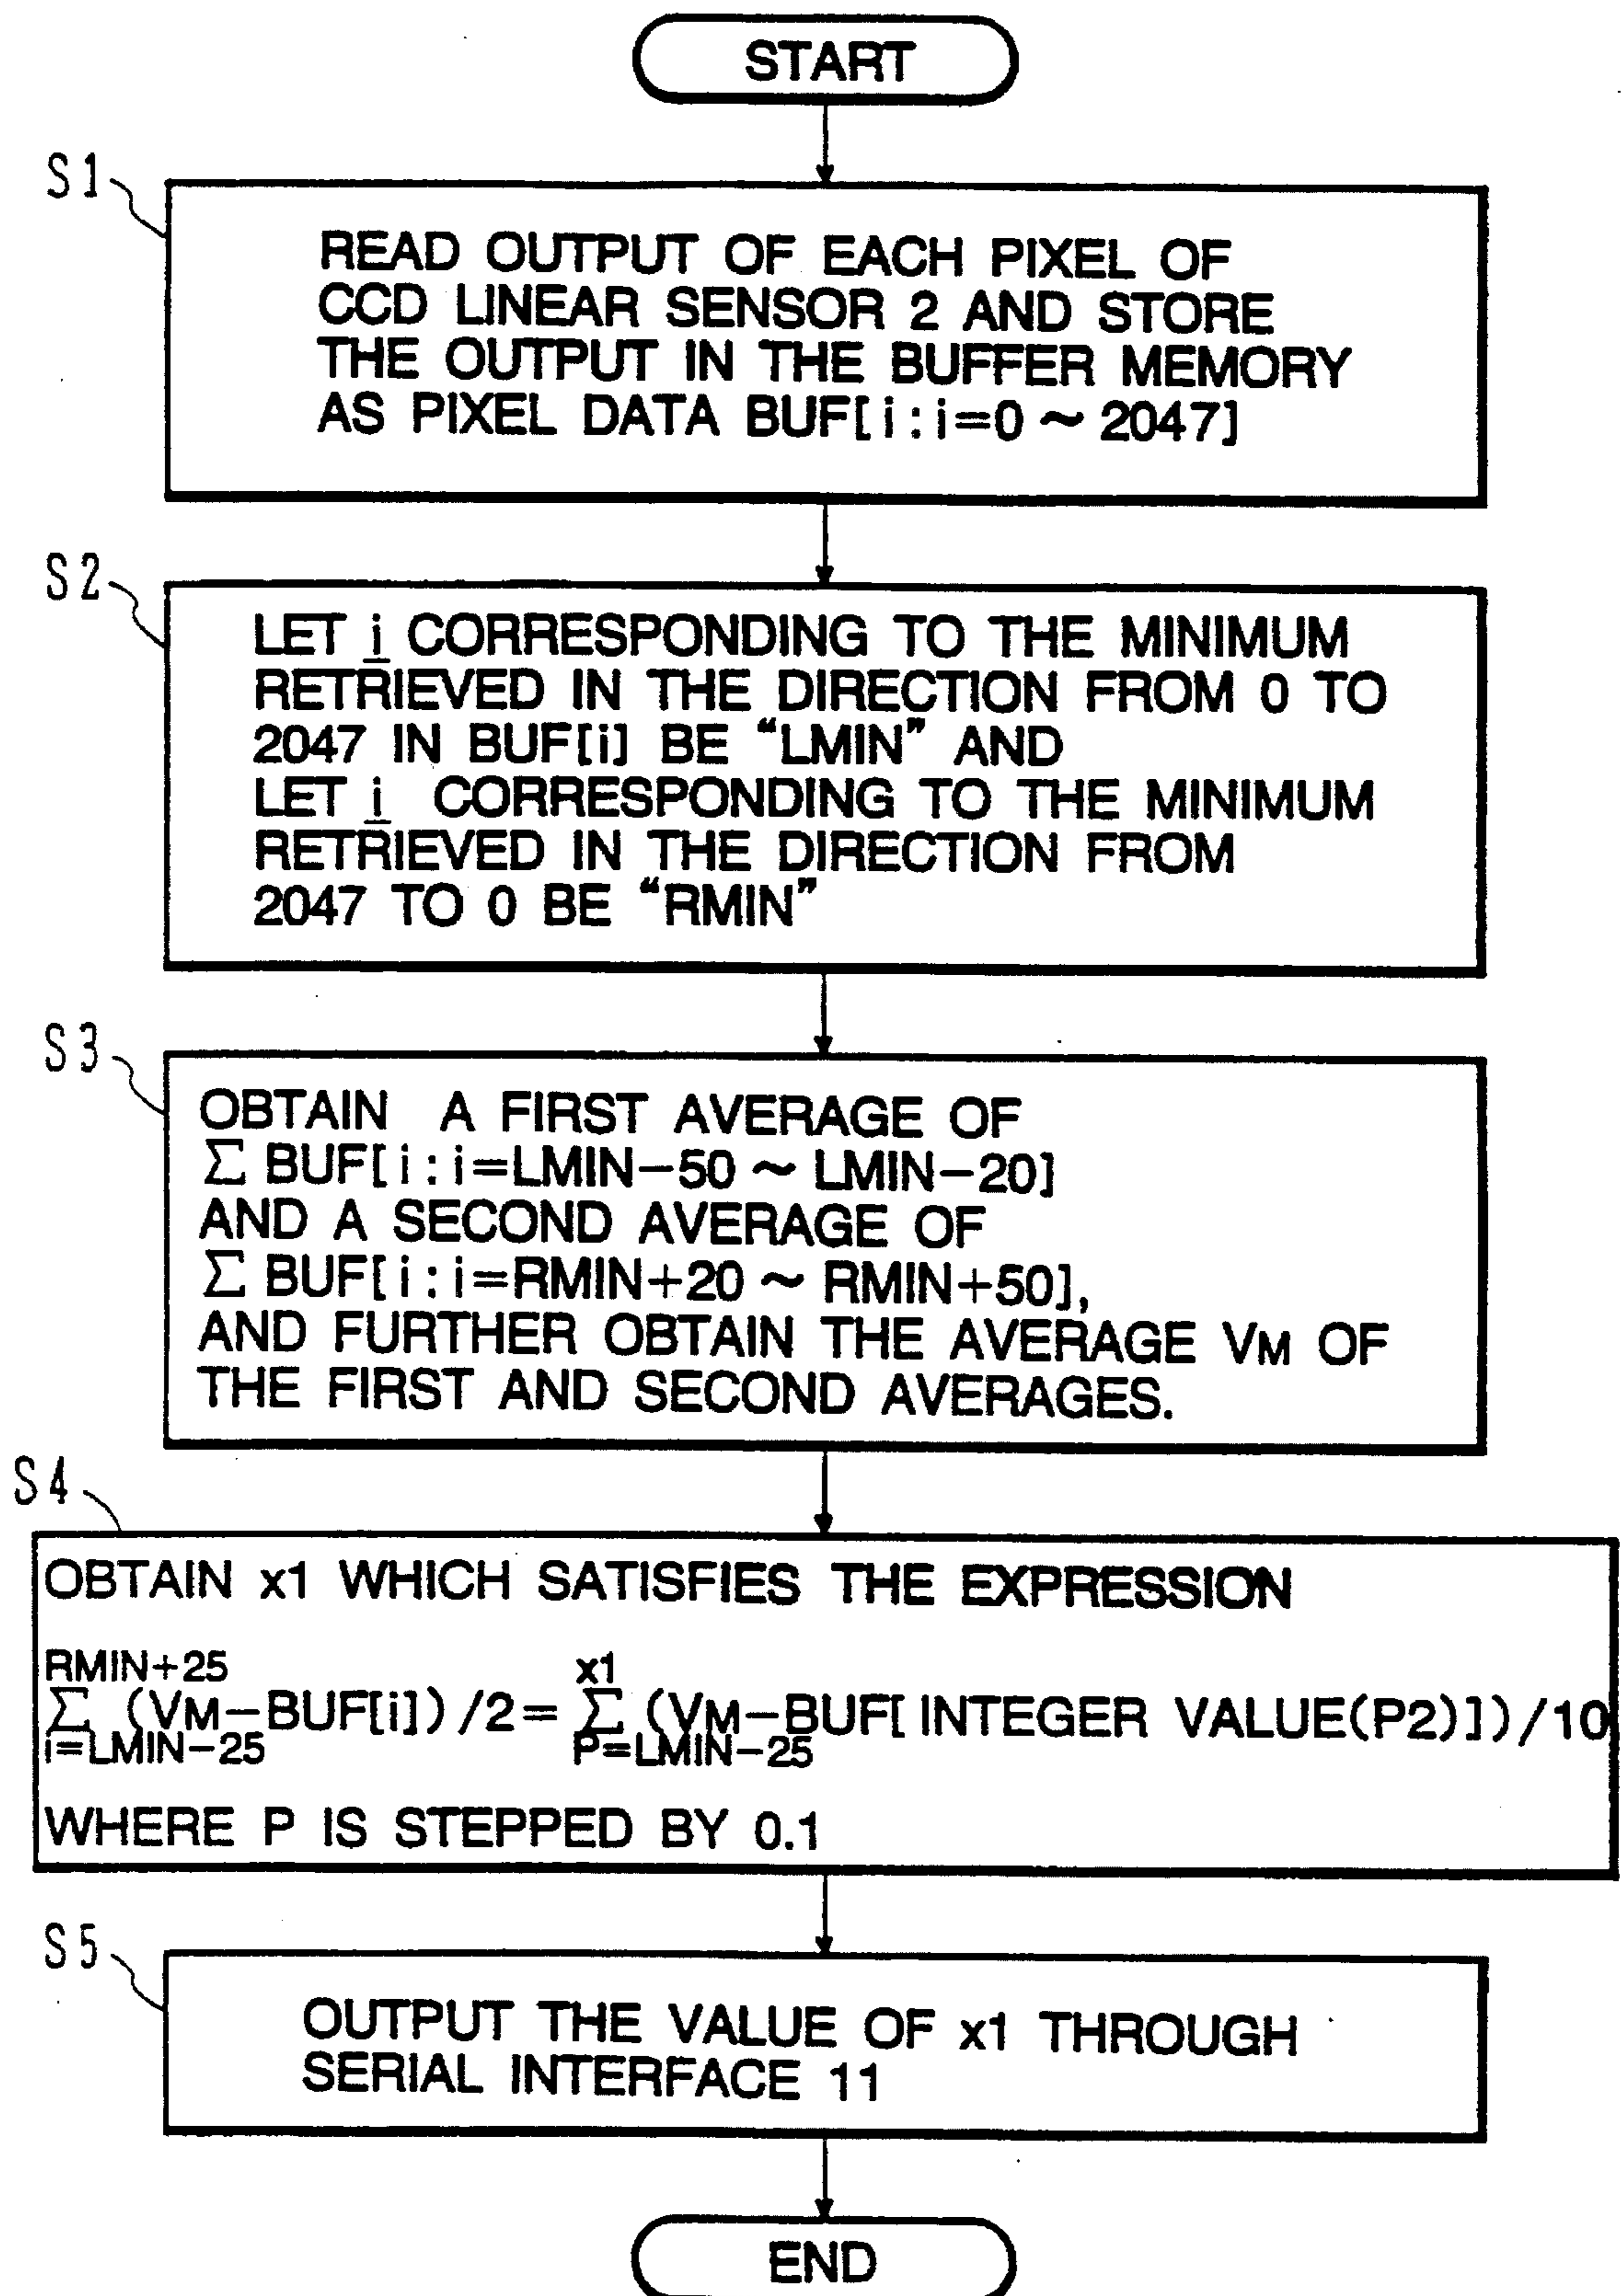 START
S1
READ OUTPUT OF EACH PIXEL OF
CCD LINEAR SENSOR 2 AND STORE
THE OUTPUT IN THE BUFFER MEMORY
AS PIXEL DATA BUF[i:i=0 ~ 2047]
S2
LET i CORRESPONDING TO THE MINIMUM
RETRIEVED IN THE DIRECTION FROM 0 TO
2047 IN BUF[i] BE “LMIN” AND
LET i CORRESPONDING TO THE MINIMUM
RETRIEVED IN THE DIRECTION FROM
2047 TO 0 BE “RMIN”
S3
OBTAIN A FIRST AVERAGE OF
Σ BUF[i:i=LMIN−50 ~ LMIN−20]
AND A SECOND AVERAGE OF
Σ BUF[i:i=RMIN+20 ~ RMIN+50],
AND FURTHER OBTAIN THE AVERAGE VM OF
THE FIRST AND SECOND AVERAGES.
S4
OBTAIN x1 WHICH SATISFIES THE EXPRESSION
RMIN+25 x1
Σ (VM−BUF[i])/2= Σ (VM−BUF[INTEGER VALUE(P2)])/10
i=LMIN−25 P=LMIN−25
WHERE P IS STEPPED BY 0.1
S5
OUTPUT THE VALUE OF x1 THROUGH
SERIAL INTERFACE 11
END